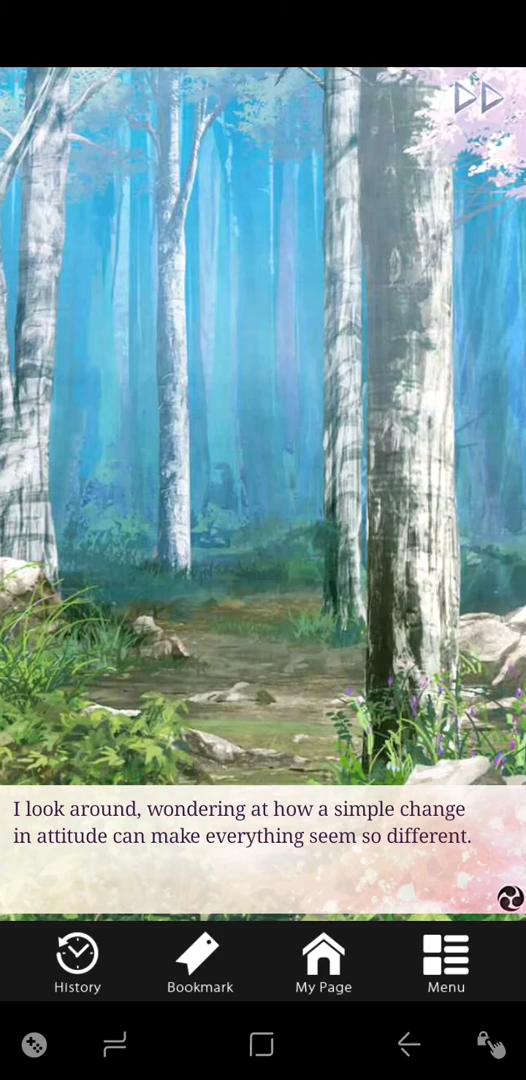 I look around, wondering at how a simple change
in attitude can make everything seem so different.
History
Bookmark
My Page
Menu